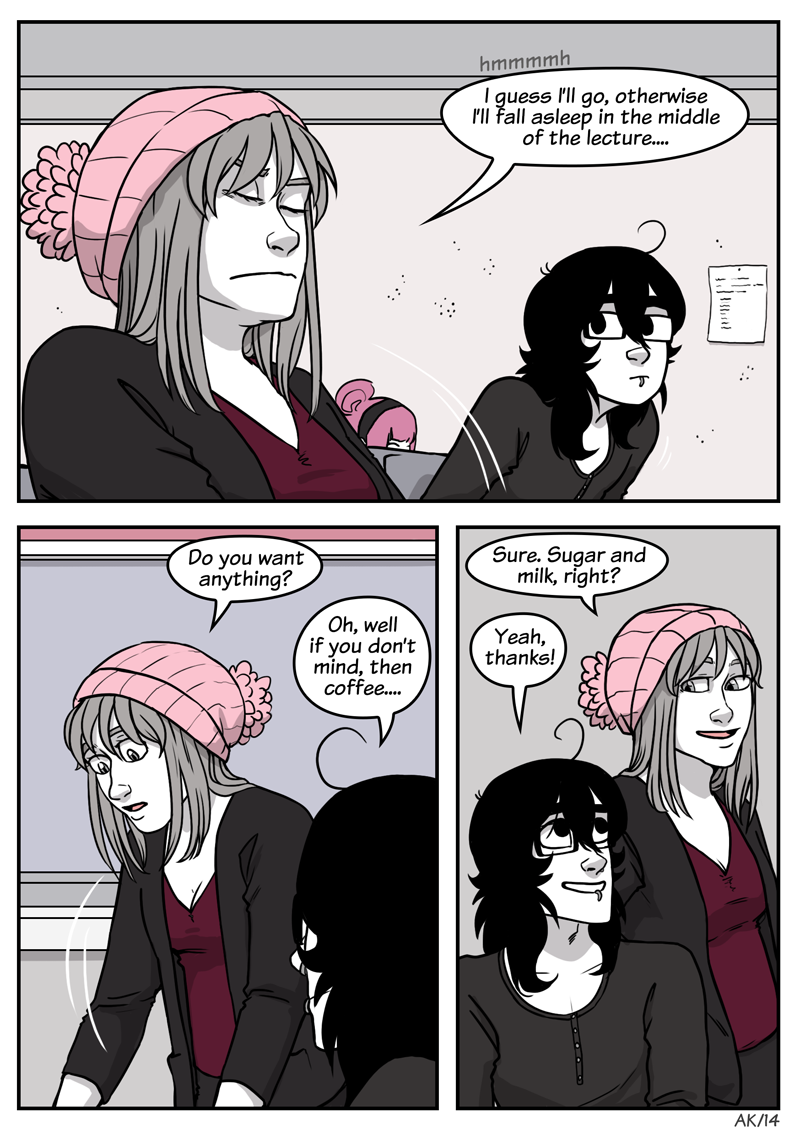 hmmmmh
I guess I'll go, otherwise
I'll fall asleep in the middle
of the lecture....
Do you want
anything?
Oh, well
if you don't
mind, then
coffee....
Sure. Sugar and
milk, right?
Yeah,
thanks!
AK/14